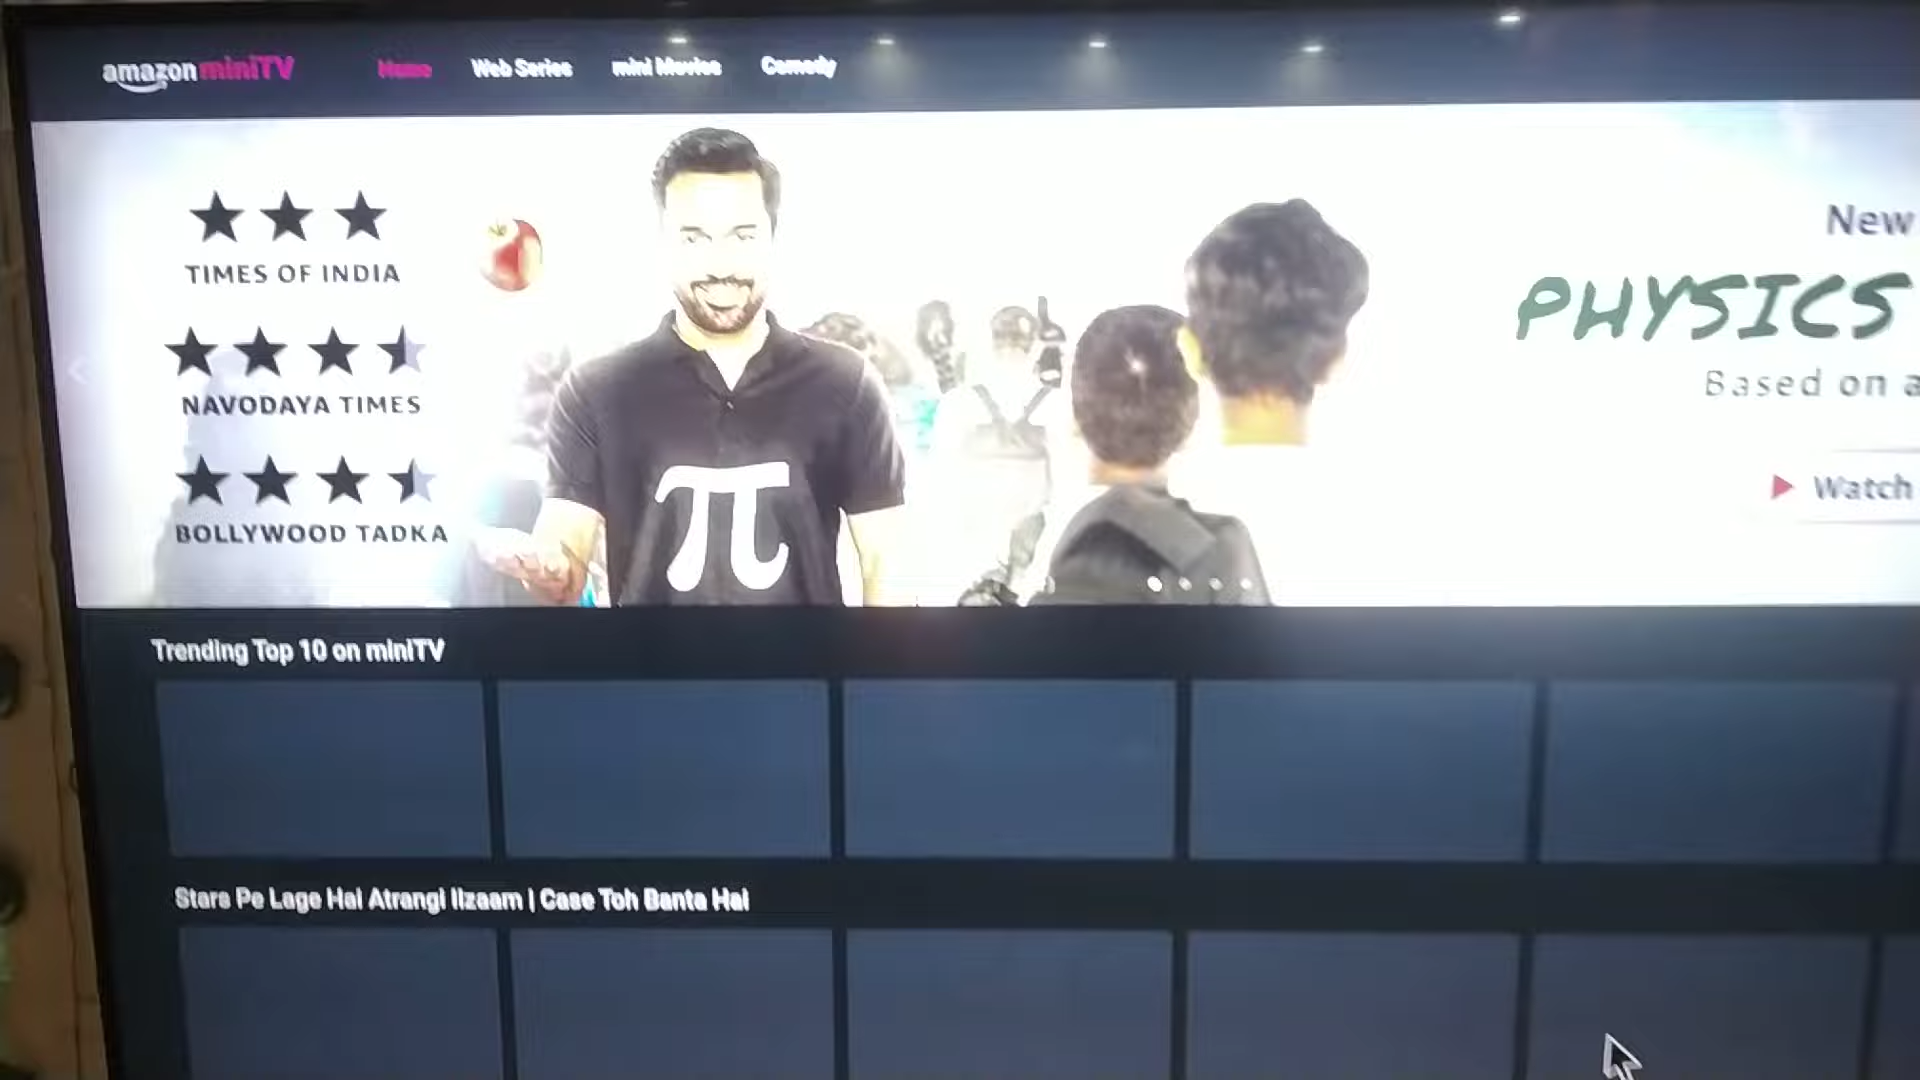 amazon miniTV Home Web Series mini Movies Comedy
TIMES OF INDIA
NAVODAYA TIMES
BOLLYWOOD TADKA
π
New
PHYSICS
Based on a
Watch
Trending Top 10 on miniTV
Stars Pe Lage Hai Atrangi Ilzaam | Case Toh Banta Hai